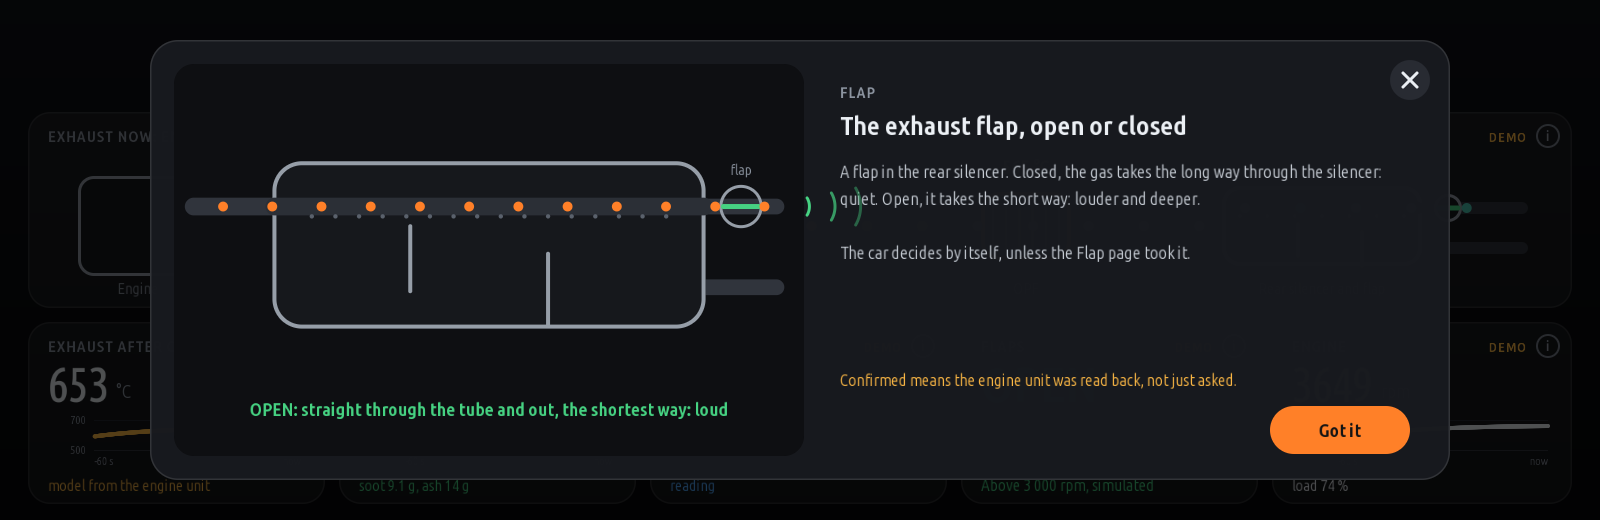 EXHAUST NOW
Engin
DEMO
i
flap
OPEN: straight through the tube and out, the shortest way: loud
FLAP
The exhaust flap, open or closed
A flap in the rear silencer. Closed, the gas takes the long way through the silencer:
quiet. Open, it takes the short way: louder and deeper.
The car decides by itself, unless the Flap page took it.
Confirmed means the engine unit was read back, not just asked.
Got it
EXHAUST AFTE
653 °C
700
500
-60 s
model from the engine unit
soot 9.1 g, ash 14 g
reading
Above 3 000 rpm, simulated
DEMO
i
3649
now
load 74 %